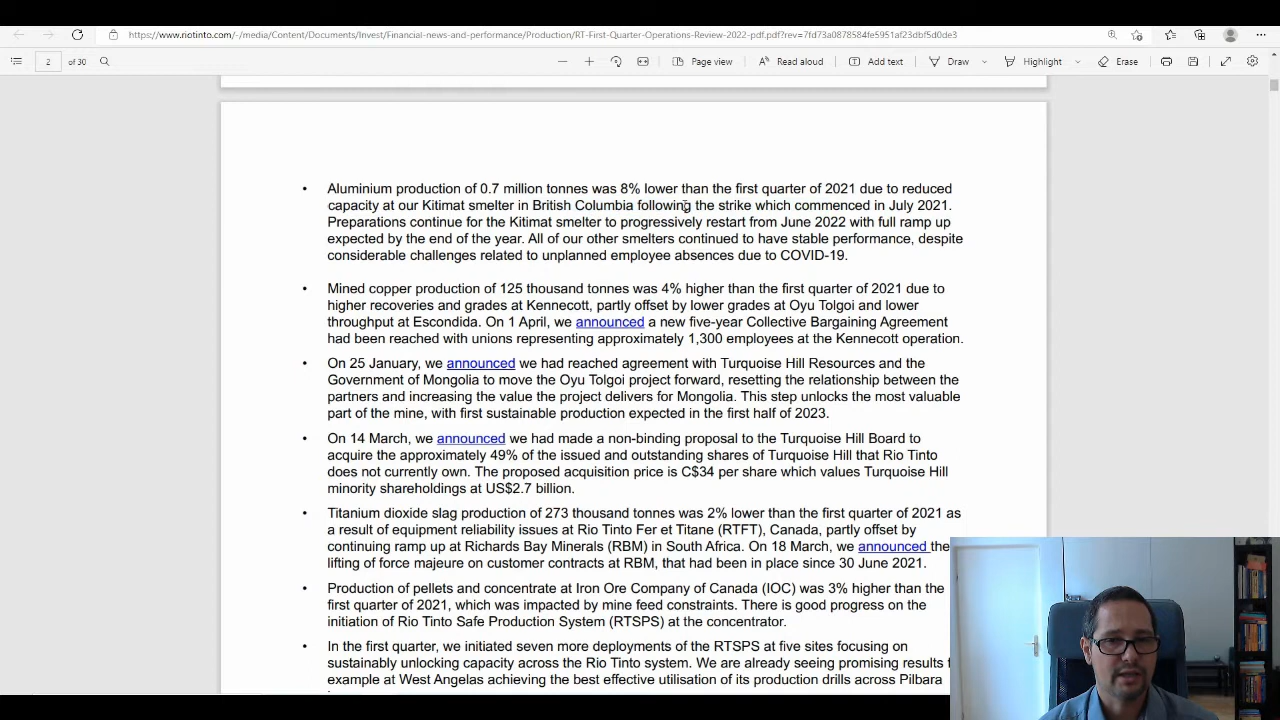 https://www.riotinto.com/-/media/Content/Documents/Invest/Financial-news-and-performance/Production/RT-First-Quarter-Operations-Review-2022-pdf.pdf?rev=7fd73a0878584fe5951af23dbf5d0de3
2 of 30 Page view Read aloud Add text Draw Highlight Erase
• Aluminium production of 0.7 million tonnes was 8% lower than the first quarter of 2021 due to reduced
capacity at our Kitimat smelter in British Columbia following the strike which commenced in July 2021.
Preparations continue for the Kitimat smelter to progressively restart from June 2022 with full ramp up
expected by the end of the year. All of our other smelters continued to have stable performance, despite
considerable challenges related to unplanned employee absences due to COVID-19.
• Mined copper production of 125 thousand tonnes was 4% higher than the first quarter of 2021 due to
higher recoveries and grades at Kennecott, partly offset by lower grades at Oyu Tolgoi and lower
throughput at Escondida. On 1 April, we announced a new five-year Collective Bargaining Agreement
had been reached with unions representing approximately 1,300 employees at the Kennecott operation.
• On 25 January, we announced we had reached agreement with Turquoise Hill Resources and the
Government of Mongolia to move the Oyu Tolgoi project forward, resetting the relationship between the
partners and increasing the value the project delivers for Mongolia. This step unlocks the most valuable
part of the mine, with first sustainable production expected in the first half of 2023.
• On 14 March, we announced we had made a non-binding proposal to the Turquoise Hill Board to
acquire the approximately 49% of the issued and outstanding shares of Turquoise Hill that Rio Tinto
does not currently own. The proposed acquisition price is C$34 per share which values Turquoise Hill
minority shareholdings at US$2.7 billion.
• Titanium dioxide slag production of 273 thousand tonnes was 2% lower than the first quarter of 2021 as
a result of equipment reliability issues at Rio Tinto Fer et Titane (RTFT), Canada, partly offset by
continuing ramp up at Richards Bay Minerals (RBM) in South Africa. On 18 March, we announced the
lifting of force majeure on customer contracts at RBM, that had been in place since 30 June 2021.
• Production of pellets and concentrate at Iron Ore Company of Canada (IOC) was 3% higher than the
first quarter of 2021, which was impacted by mine feed constraints. There is good progress on the
initiation of Rio Tinto Safe Production System (RTSPS) at the concentrator.
• In the first quarter, we initiated seven more deployments of the RTSPS at five sites focusing on
sustainably unlocking capacity across the Rio Tinto system. We are already seeing promising results
example at West Angelas achieving the best effective utilisation of its production drills across Pilbara